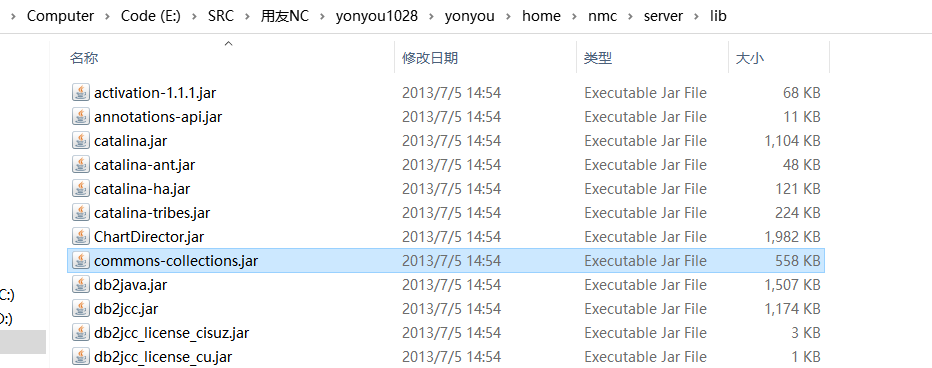 Computer > Code (E:) > SRC > 用友NC > yonyou1028 > yonyou > home > nmc > server > lib
名称 修改日期 类型 大小
activation-1.1.1.jar 2013/7/5 14:54 Executable Jar File 68 KB
annotations-api.jar 2013/7/5 14:54 Executable Jar File 11 KB
catalina.jar 2013/7/5 14:54 Executable Jar File 1,104 KB
catalina-ant.jar 2013/7/5 14:54 Executable Jar File 48 KB
catalina-ha.jar 2013/7/5 14:54 Executable Jar File 121 KB
catalina-tribes.jar 2013/7/5 14:54 Executable Jar File 224 KB
ChartDirector.jar 2013/7/5 14:54 Executable Jar File 1,982 KB
commons-collections.jar 2013/7/5 14:54 Executable Jar File 558 KB
C:) db2java.jar 2013/7/5 14:54 Executable Jar File 1,507 KB
D:) db2jcc.jar 2013/7/5 14:54 Executable Jar File 1,174 KB
db2jcc_license_cisuz.jar 2013/7/5 14:54 Executable Jar File 3 KB
db2jcc_license_cu.jar 2013/7/5 14:54 Executable Jar File 1 KB